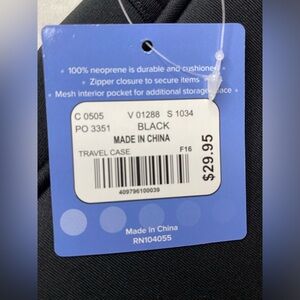 • 100% neoprene is durable and cushioned
• Zipper closure to secure items
• Mesh interior pocket for additional storage space
C 0505 V 01288 S 1034
PO 3351 BLACK
MADE IN CHINA
TRAVEL CASE F16
409796100039
$29.95
Made in China
RN104055